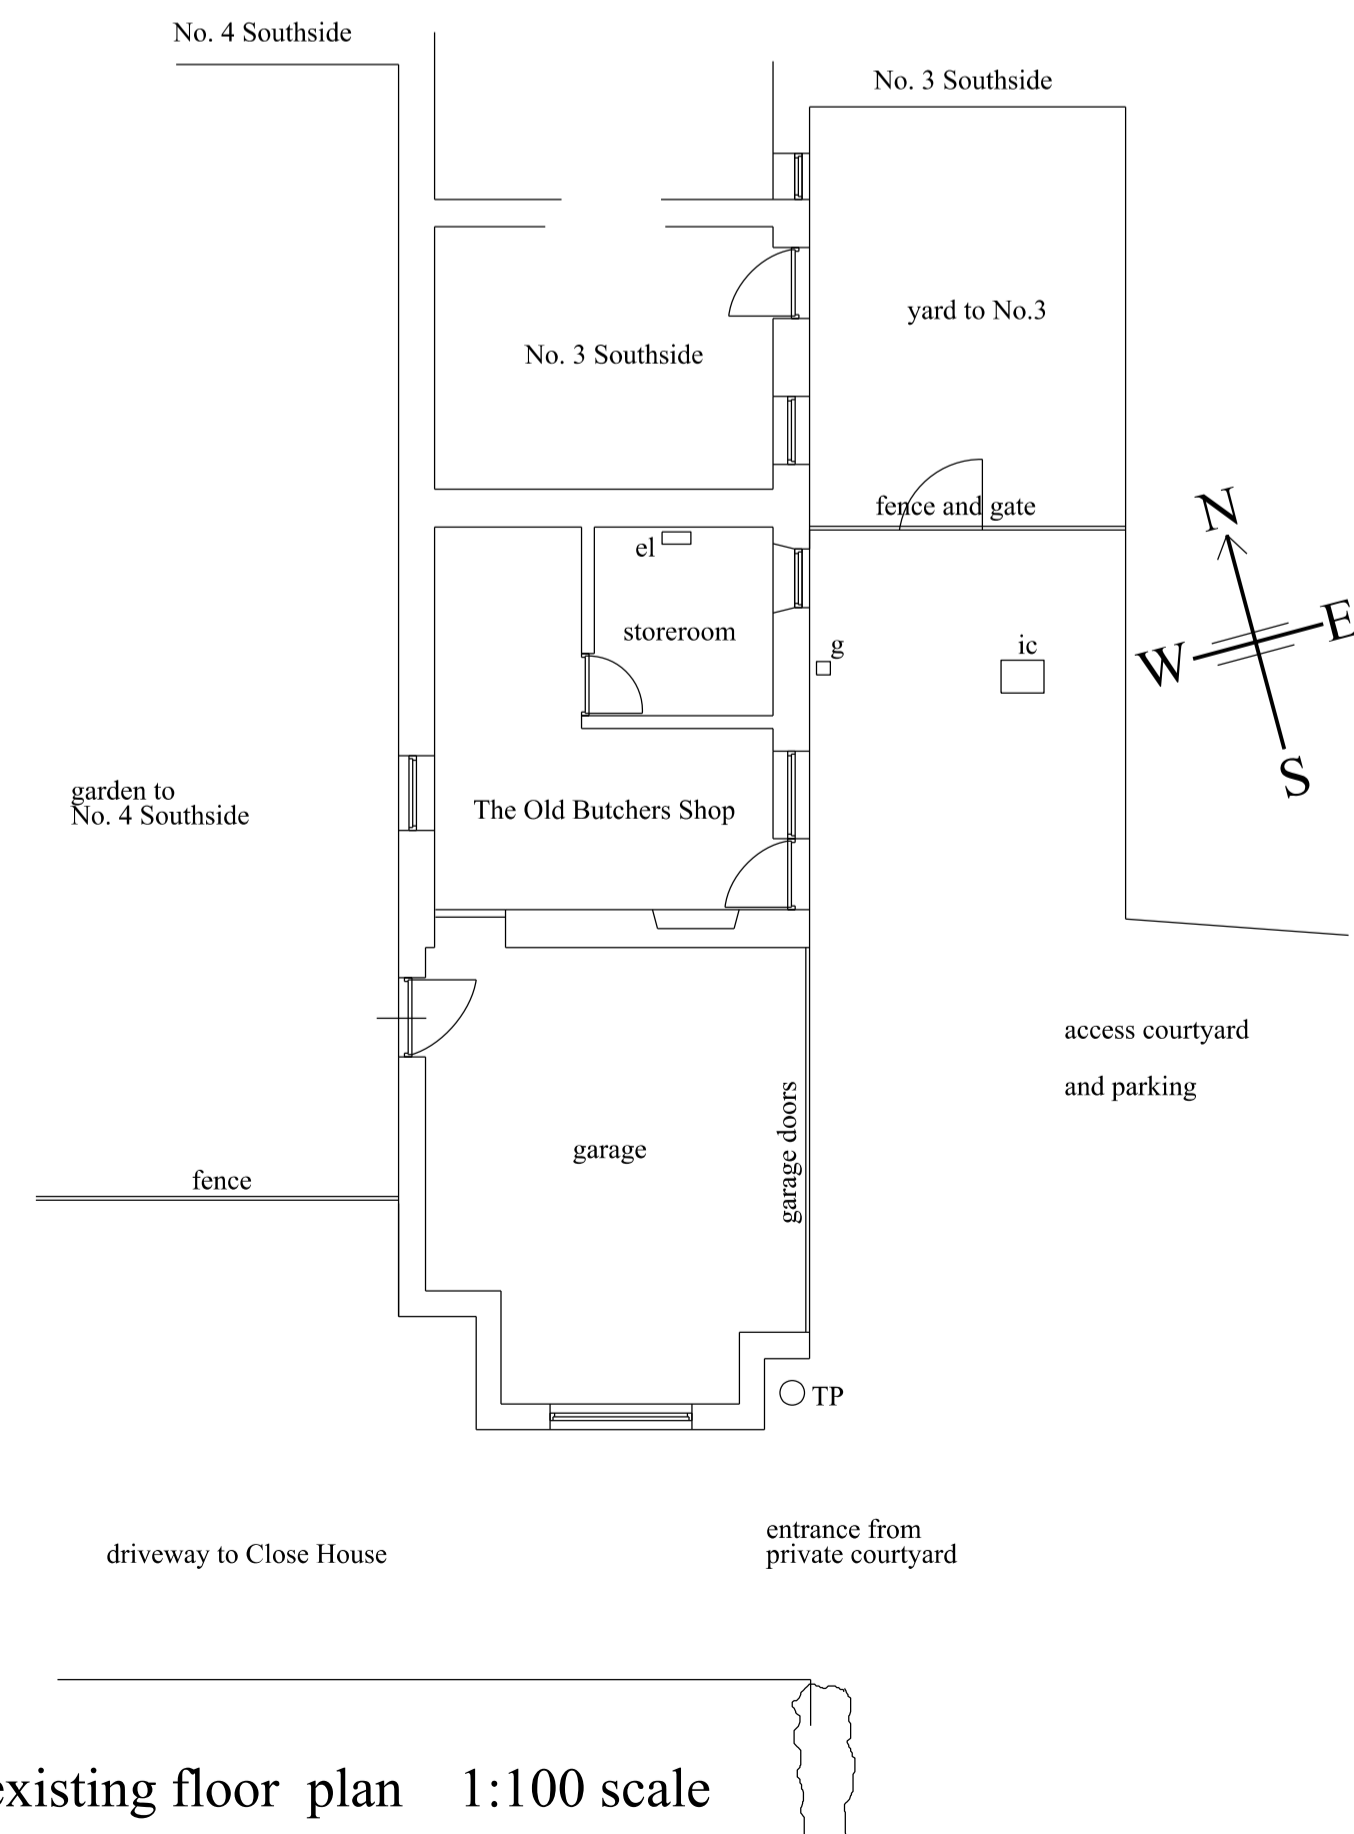 No. 4 Southside
No. 3 Southside
yard to No.3
No. 3 Southside
fence and gate
N
el
storeroom
g
ic
W
E
S
garden to
No. 4 Southside
The Old Butchers Shop
access courtyard
and parking
garage
garage doors
fence
TP
entrance from
private courtyard
driveway to Close House
existing floor plan 1:100 scale